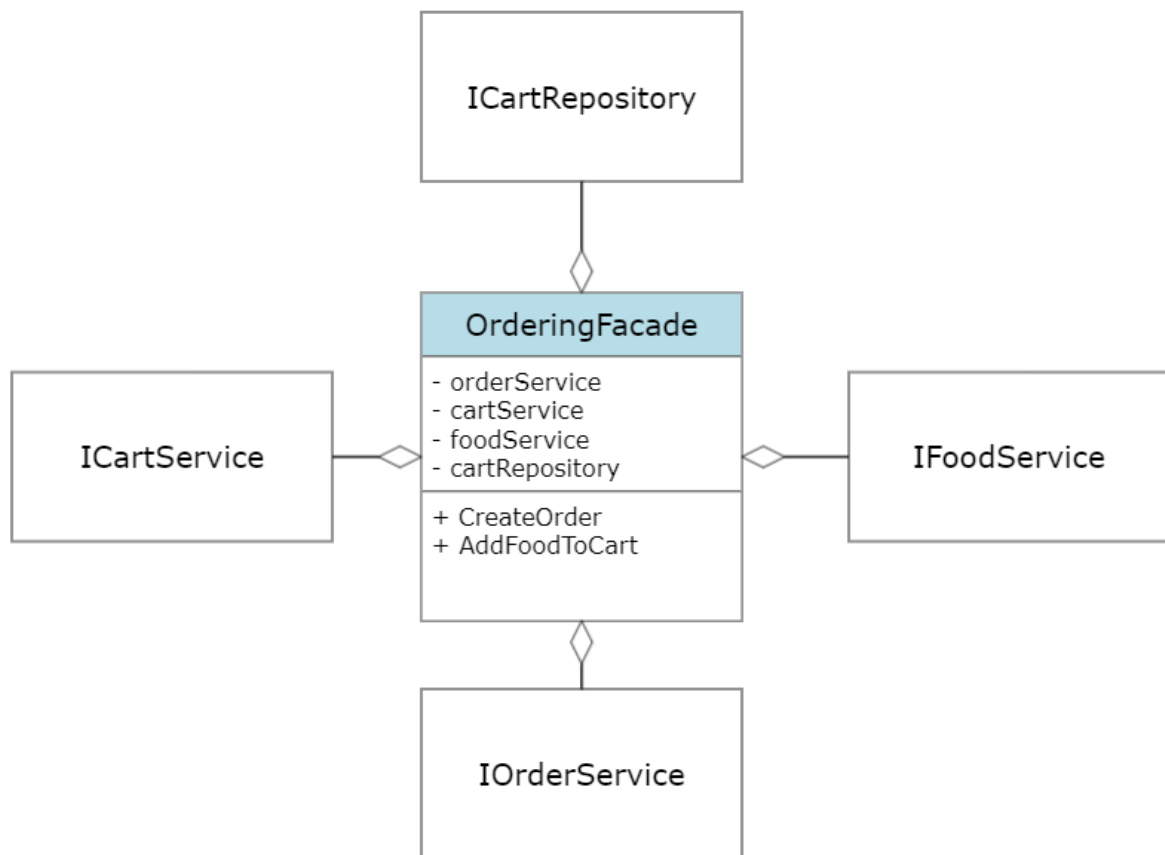 ICartRepository
OrderingFacade
- orderService
- cartService
- foodService
- cartRepository
+ CreateOrder
+ AddFoodToCart
ICartService
IFoodService
IOrderService